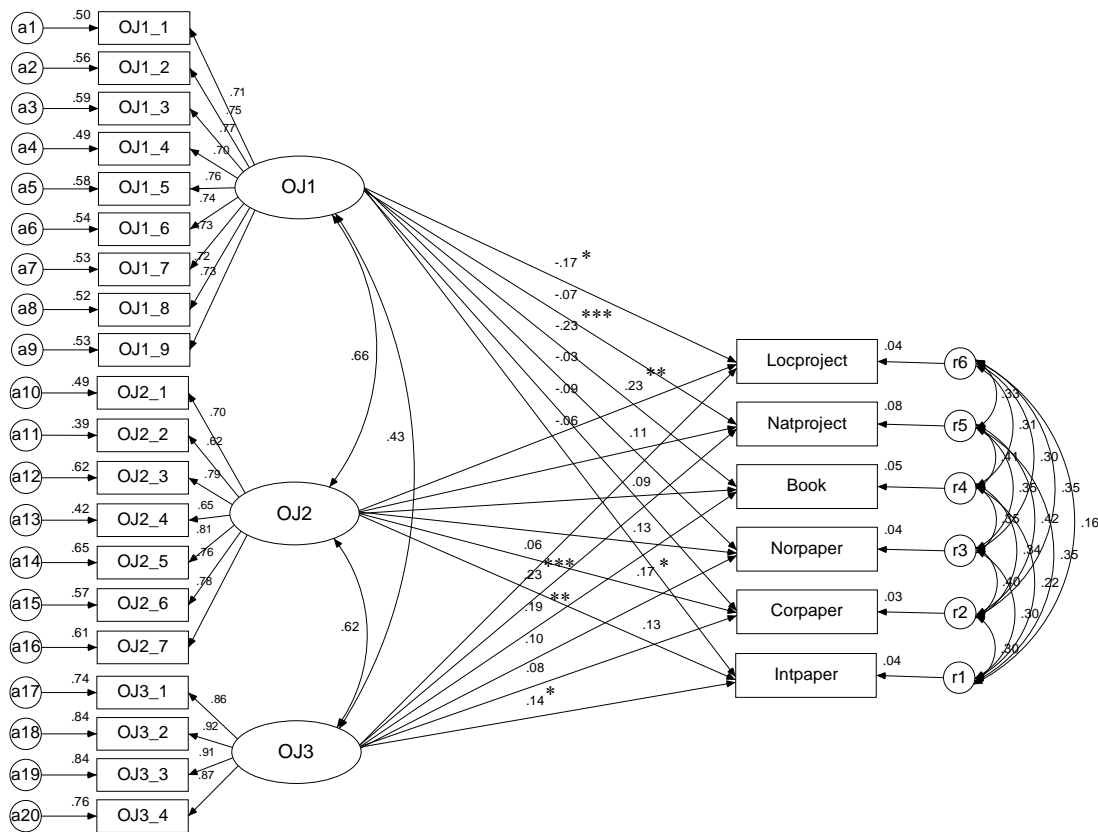 a1 .50 OJ1_1
a2 .56 OJ1_2
a3 .59 OJ1_3
a4 .49 OJ1_4
a5 .58 OJ1_5
a6 .54 OJ1_6
a7 .53 OJ1_7
a8 .52 OJ1_8
a9 .53 OJ1_9
a10 .49 OJ2_1
a11 .39 OJ2_2
a12 .62 OJ2_3
a13 .42 OJ2_4
a14 .65 OJ2_5
a15 .57 OJ2_6
a16 .61 OJ2_7
a17 .74 OJ3_1
a18 .84 OJ3_2
a19 .84 OJ3_3
a20 .76 OJ3_4
.71
.75
.77
.70
.76
.74
.73
.72
.73
OJ1
.70
.62
.79
.65
.81
.76
.78
OJ2
.86
.92
.91
.87
OJ3
.66
.43
.62
-.17 *
-.07
-.23 ***
-.03
-.09
-.06
.23 **
.11
.09
.13
.17 *
.13
.06
.23 ***
.19 **
.10
.08
.14 *
Locproject .04 r6
Natproject .08 r5
Book .05 r4
Norpaper .04 r3
Corpaper .03 r2
Intpaper .04 r1
.33
.31
.30
.35
.16
.41
.35
.42
.35
.35
.34
.22
.40
.30
.30